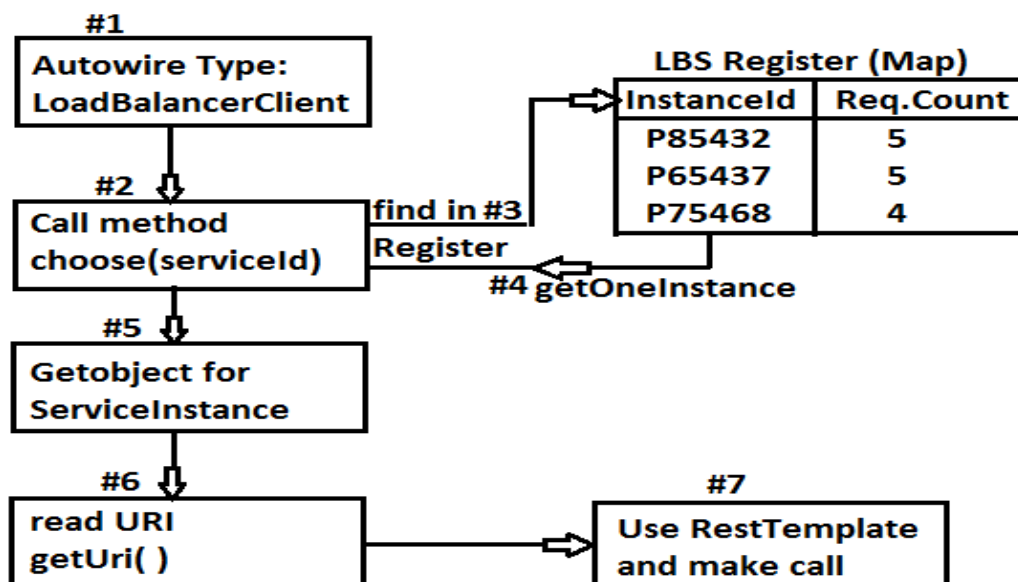 #1
Autowire Type:
LoadBalancerClient
LBS Register (Map)
InstanceId Req.Count
P85432 5
P65437 5
P75468 4
#2
Call method
choose(serviceId)
find in #3
Register
#4 getOneInstance
#5
Getobject for
ServiceInstance
#6
read URI
getUri( )
#7
Use RestTemplate
and make call